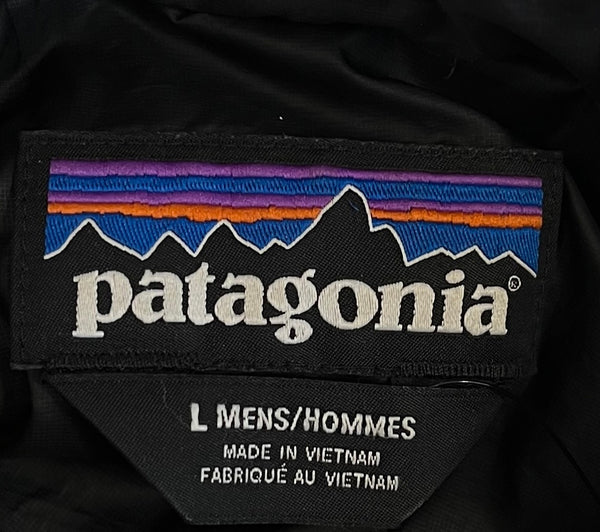 patagonia®
L MENS/HOMMES
MADE IN VIETNAM
FABRIQUÉ AU VIETNAM